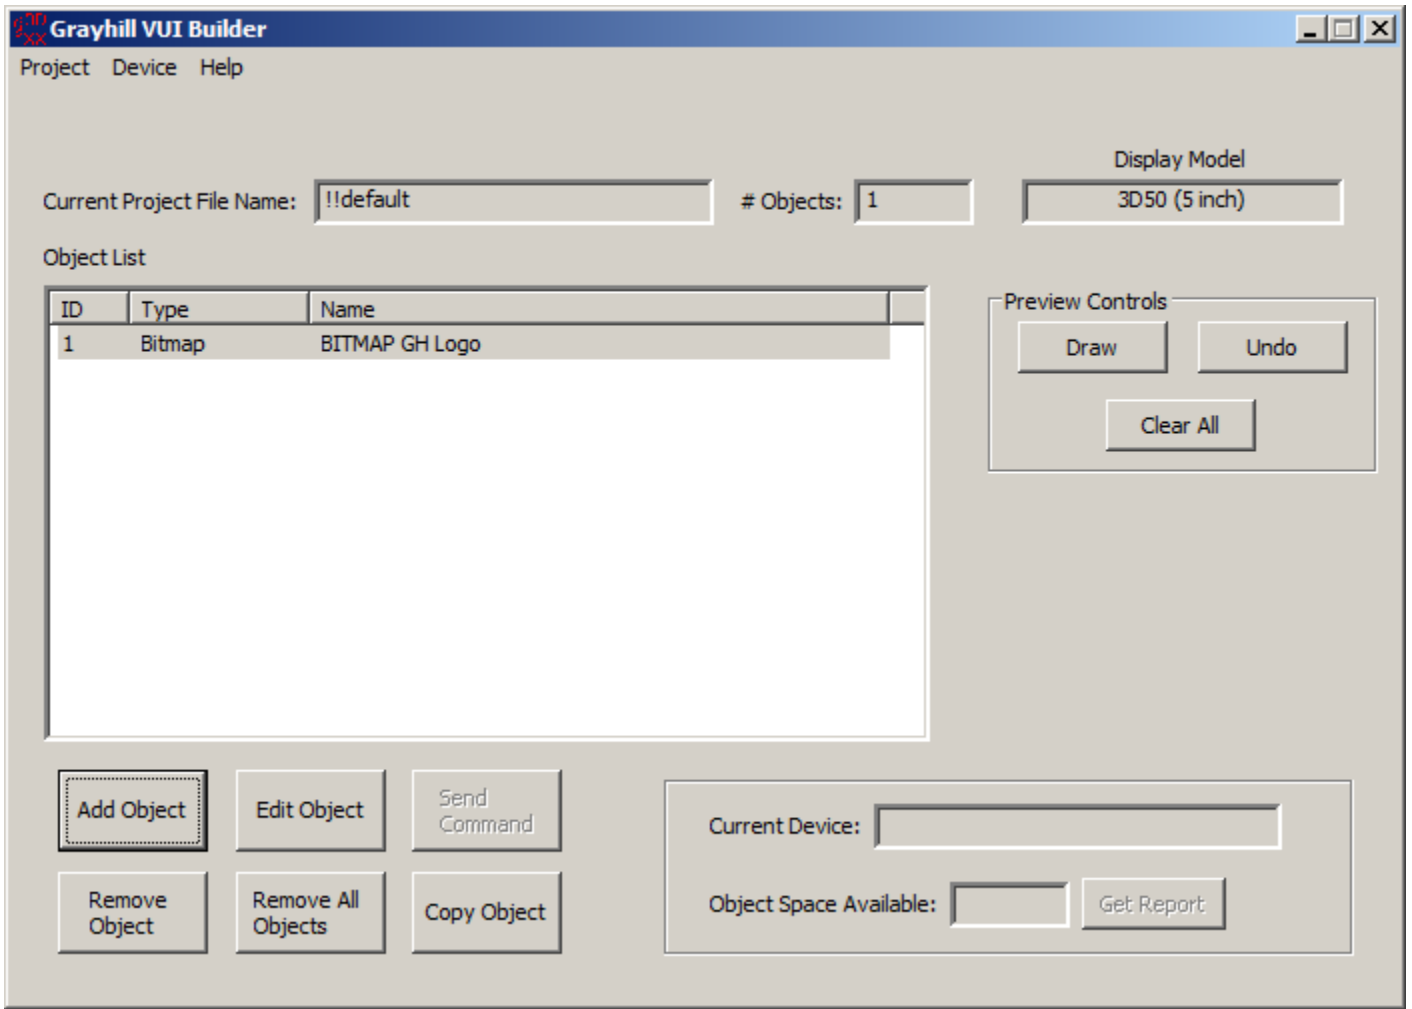 Grayhill VUI Builder
Project Device Help
Display Model
Current Project File Name: !!default # Objects: 1 3D50 (5 inch)
Object List
ID Type Name
1 Bitmap BITMAP GH Logo
Preview Controls
Draw Undo
Clear All
Add Object Edit Object Send
Command
Remove
Object
Remove All
Objects
Copy Object
Current Device:
Object Space Available: Get Report